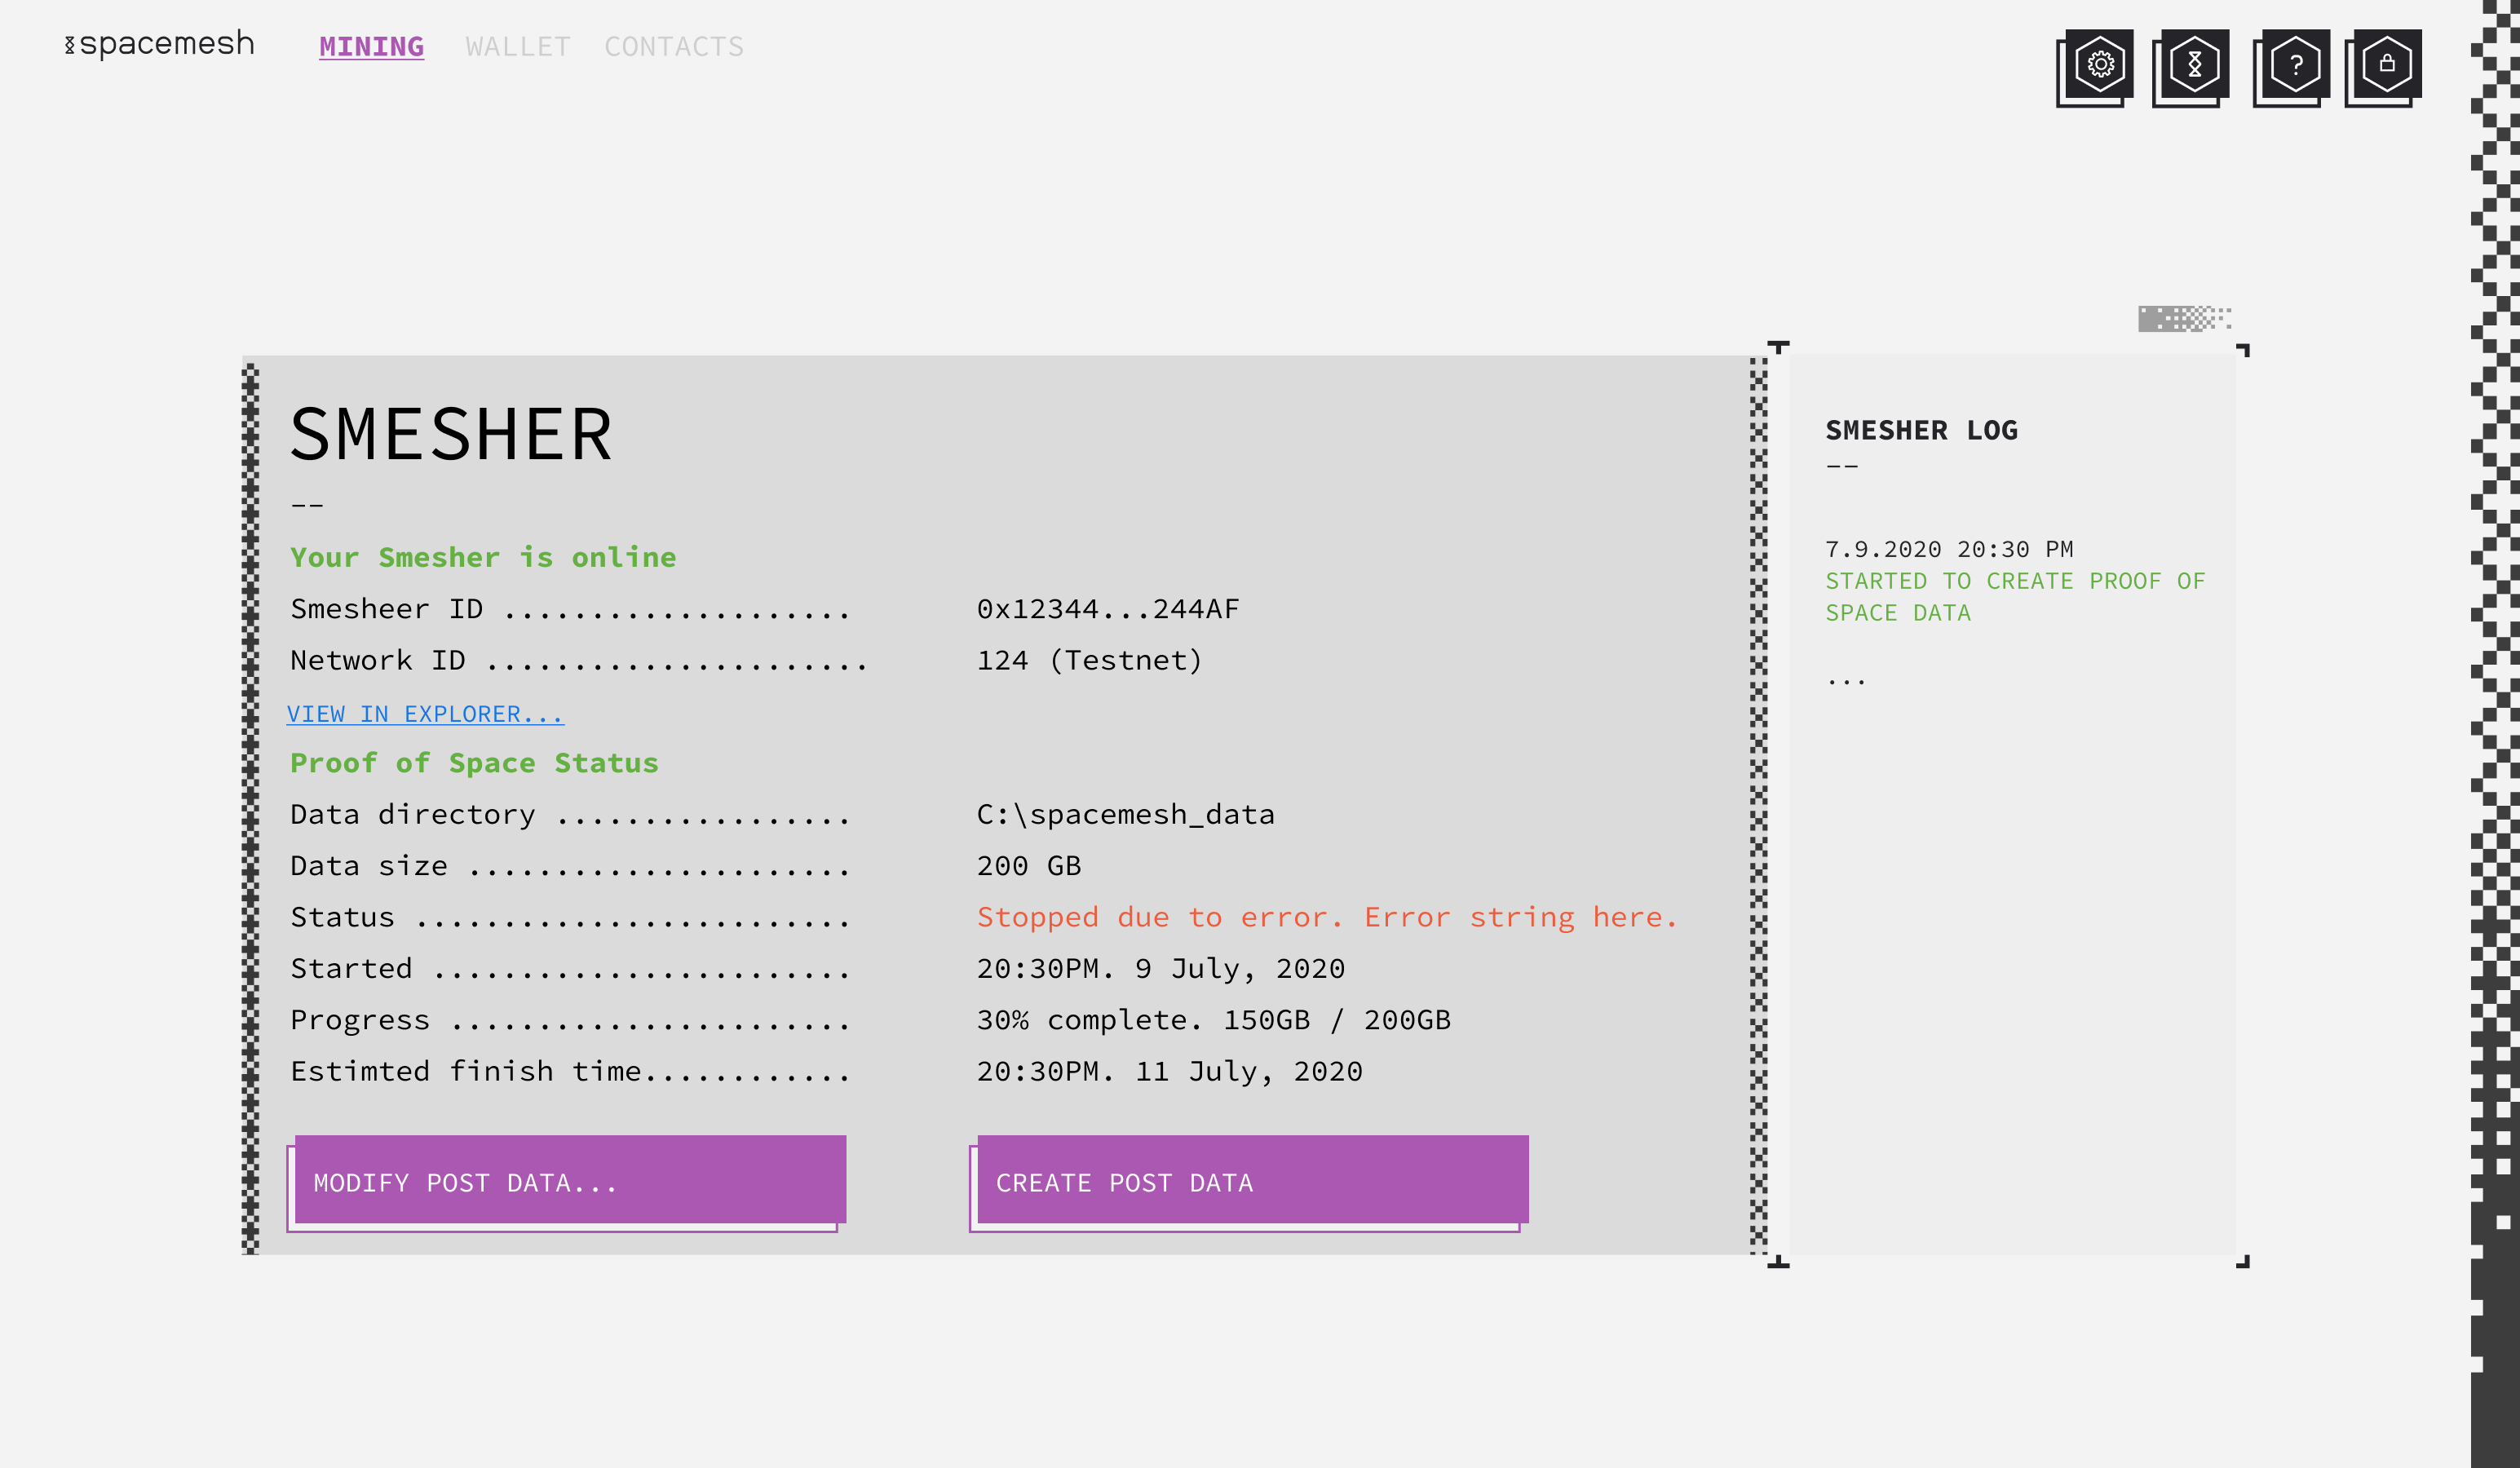 spacemesh
MINING WALLET CONTACTS
?
SMESHER
--
Your Smesher is online
Smesheer ID .................... 0x12344...244AF
Network ID ...................... 124 (Testnet)
VIEW IN EXPLORER...
Proof of Space Status
Data directory ................. C:\spacemesh_data
Data size ...................... 200 GB
Status ......................... Stopped due to error. Error string here.
Started ........................ 20:30PM. 9 July, 2020
Progress ....................... 30% complete. 150GB / 200GB
Estimted finish time............ 20:30PM. 11 July, 2020
MODIFY POST DATA... CREATE POST DATA
SMESHER LOG
--
7.9.2020 20:30 PM
STARTED TO CREATE PROOF OF
SPACE DATA
...